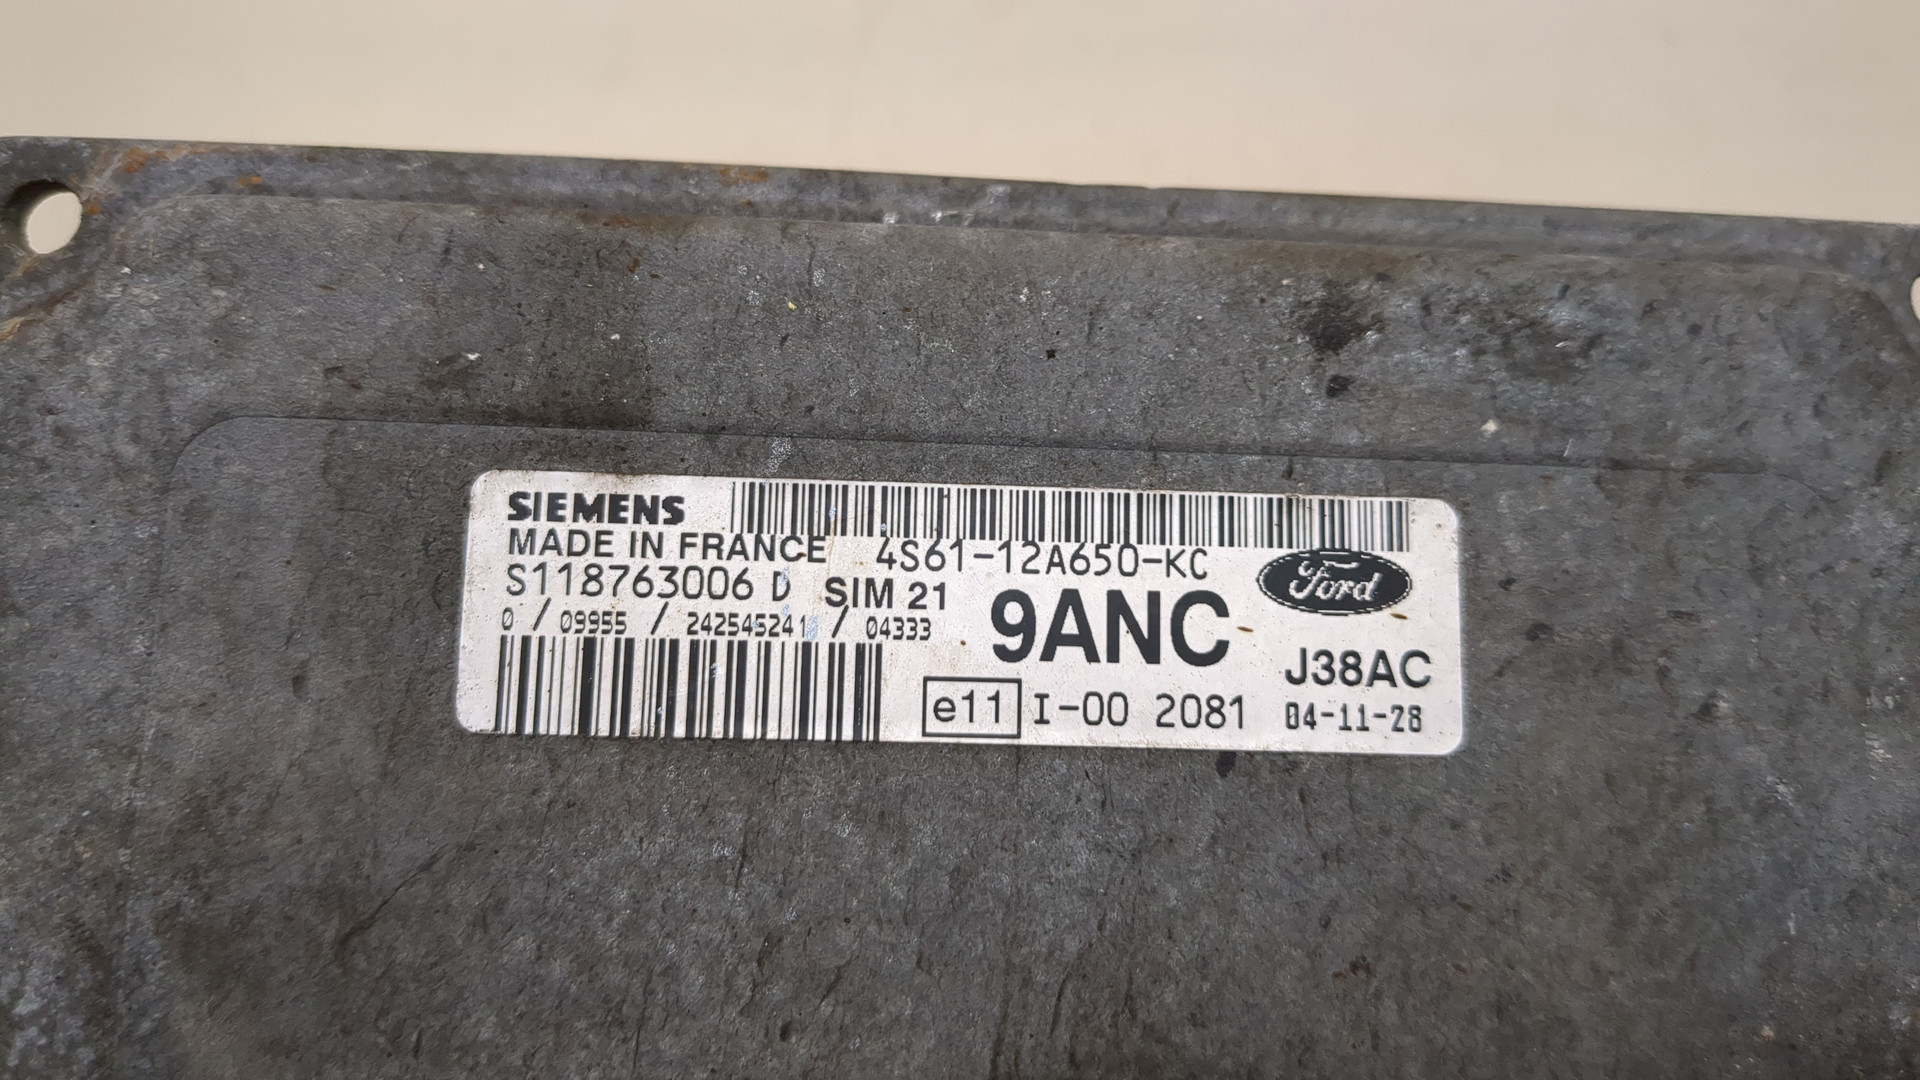 SIEMENS
MADE IN FRANCE 4S61-12A650-KC
Ford
S118763006 D SIM 21
9ANC
0 / 09955 / 242545241 / 04333
J38AC
e11 I-00 2081 04-11-28